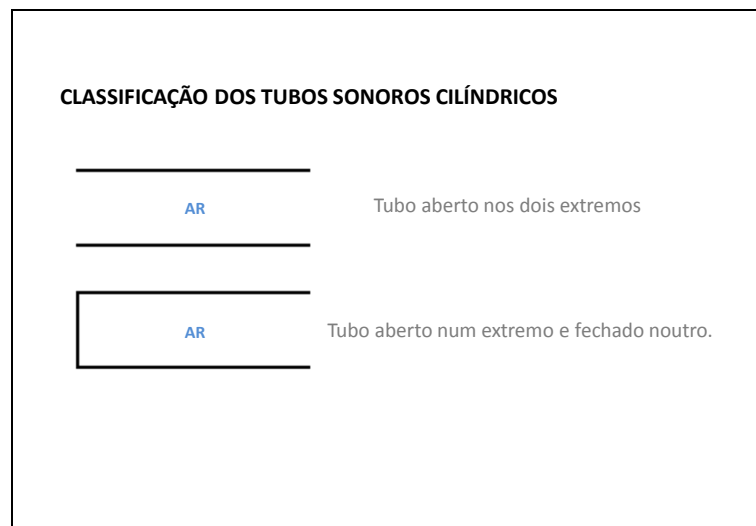 CLASSIFICAÇÃO DOS TUBOS SONOROS CILÍNDRICOS
AR
Tubo aberto nos dois extremos
AR
Tubo aberto num extremo e fechado noutro.